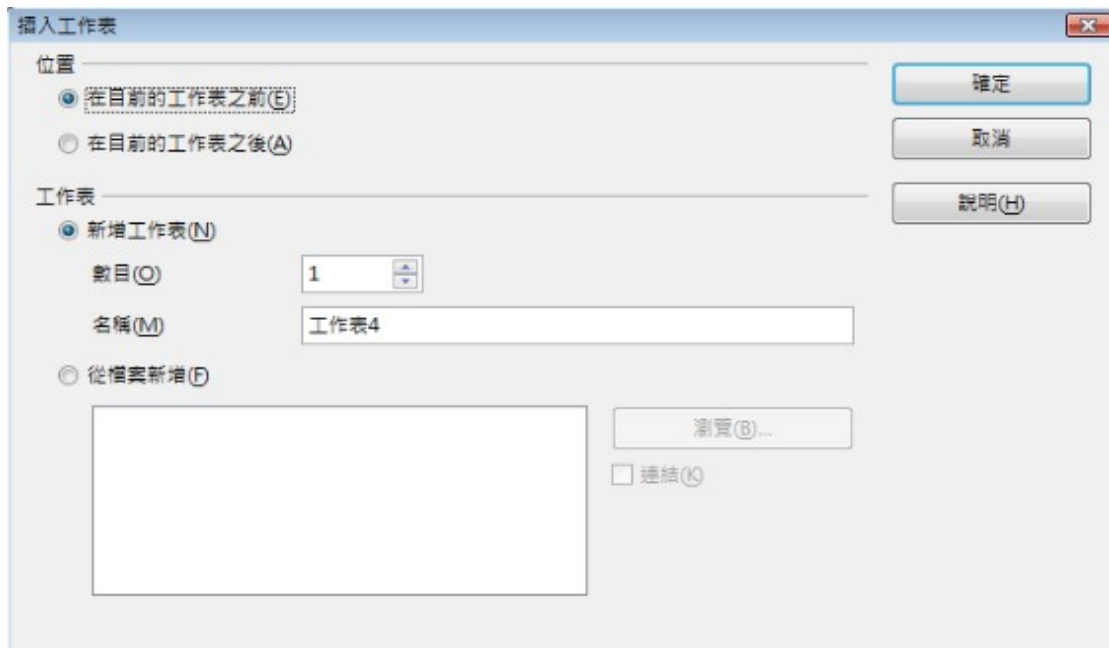 插入工作表
位置
在目前的工作表之前(E)
在目前的工作表之後(A)
工作表
新增工作表(N)
數目(O)
1
名稱(M)
工作表4
從檔案新增(F)
瀏覽(B)...
連結(K)
確定
取消
說明(H)